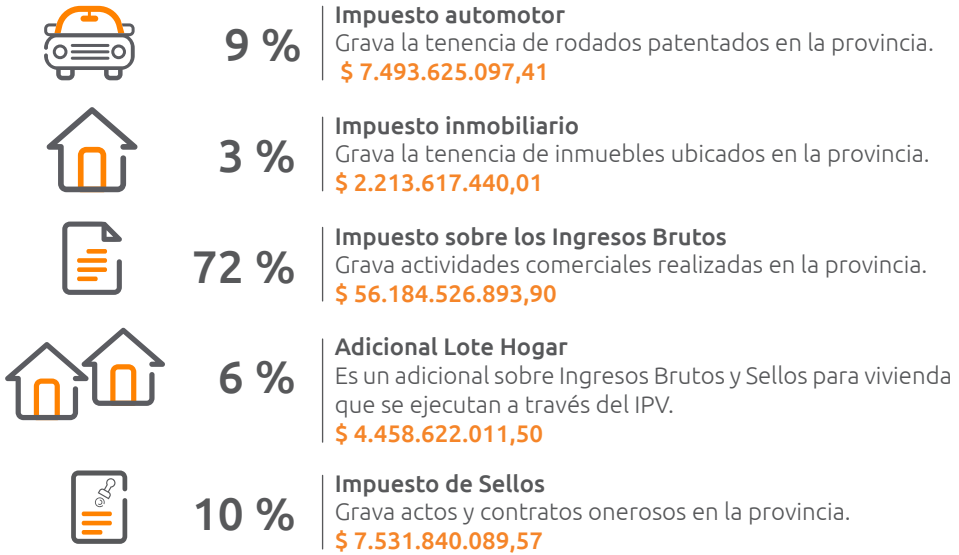 9 %
Impuesto automotor
Grava la tenencia de rodados patentados en la provincia.
$ 7.493.625.097,41
3 %
Impuesto inmobiliario
Grava la tenencia de inmuebles ubicados en la provincia.
$ 2.213.617.440,01
72 %
Impuesto sobre los Ingresos Brutos
Grava actividades comerciales realizadas en la provincia.
$ 56.184.526.893,90
6 %
Adicional Lote Hogar
Es un adicional sobre Ingresos Brutos y Sellos para vivienda
que se ejecutan a través del IPV.
$ 4.458.622.011,50
10 %
Impuesto de Sellos
Grava actos y contratos onerosos en la provincia.
$ 7.531.840.089,57